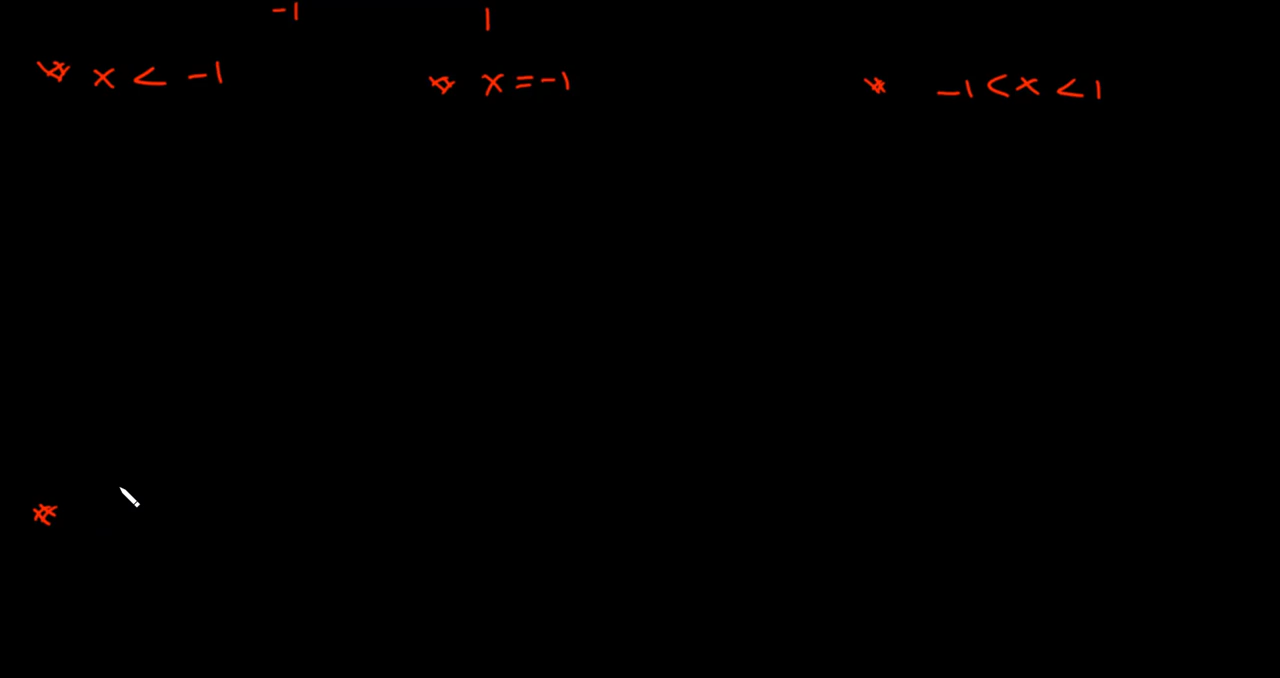 -1 1
* x < -1 * x = -1 * -1 < x < 1
*